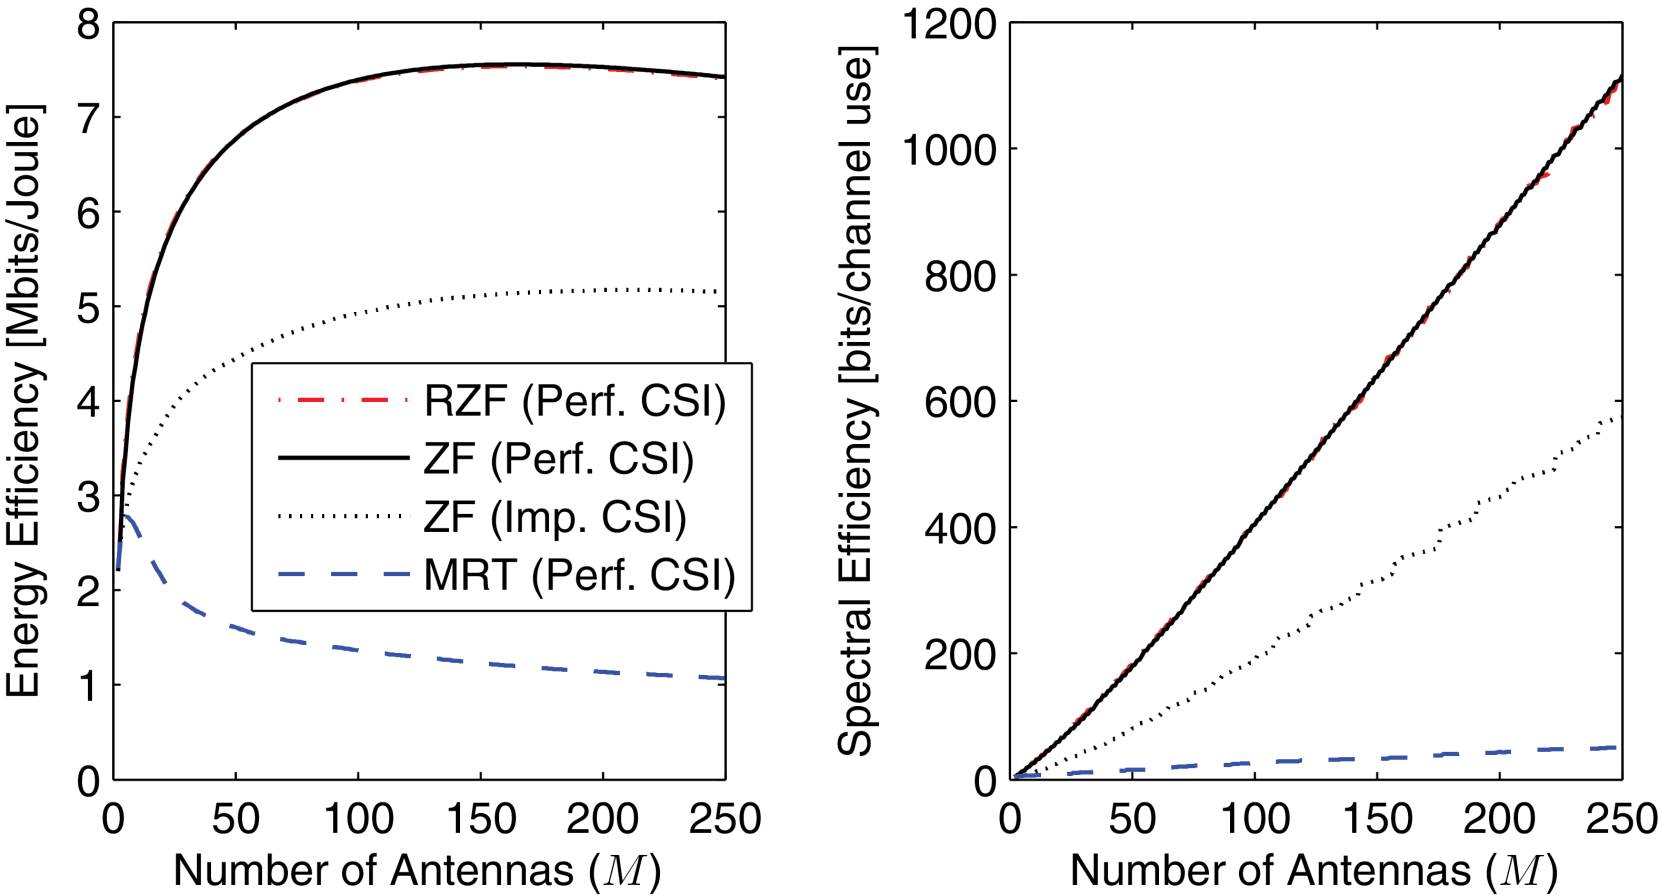 Energy Efficiency [Mbits/Joule]
8
7
6
5
4
3
2
1
0
RZF (Perf. CSI)
ZF (Perf. CSI)
ZF (Imp. CSI)
MRT (Perf. CSI)
0 50 100 150 200 250
Number of Antennas (M)
Spectral Efficiency [bits/channel use]
1200
1000
800
600
400
200
0
0 50 100 150 200 250
Number of Antennas (M)